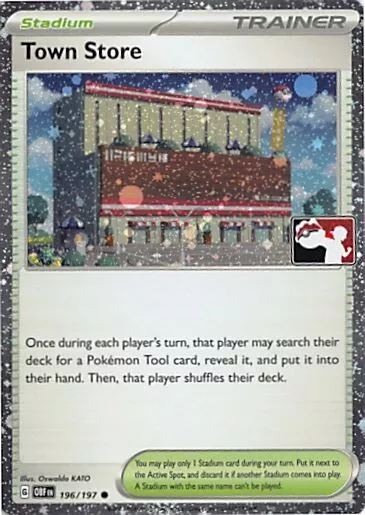 Stadium
TRAINER
Town Store
Once during each player's turn, that player may search their
deck for a Pokémon Tool card, reveal it, and put it into
their hand. Then, that player shuffles their deck.
Illus. Oswaldo KATO
You may play only 1 Stadium card during your turn. Put it next to
the Active Spot, and discard it if another Stadium comes into play.
A Stadium with the same name can't be played.
G OBF EN 196/197